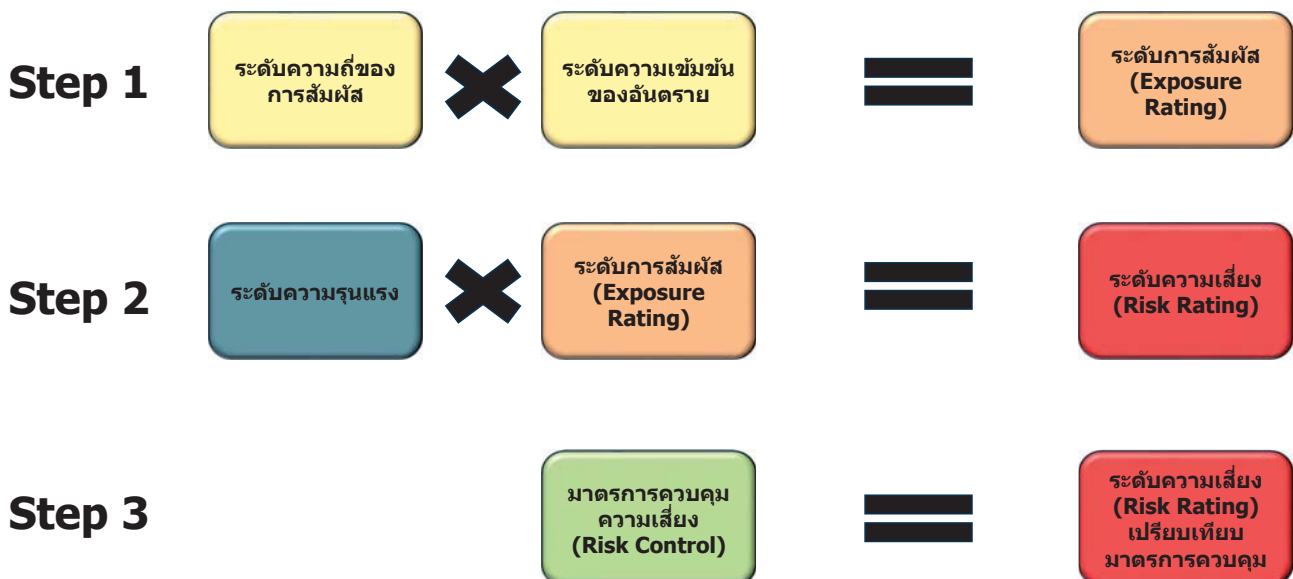 Step 1
ระดับความถี่ของ
การสัมผัส
ระดับความเข้มข้น
ของอันตราย
ระดับการสัมผัส
(Exposure
Rating)
Step 2
ระดับความรุนแรง
ระดับการสัมผัส
(Exposure
Rating)
ระดับความเสี่ยง
(Risk Rating)
Step 3
มาตรการควบคุม
ความเสี่ยง
(Risk Control)
ระดับความเสี่ยง
(Risk Rating)
เปรียบเทียบ
มาตรการควบคุม